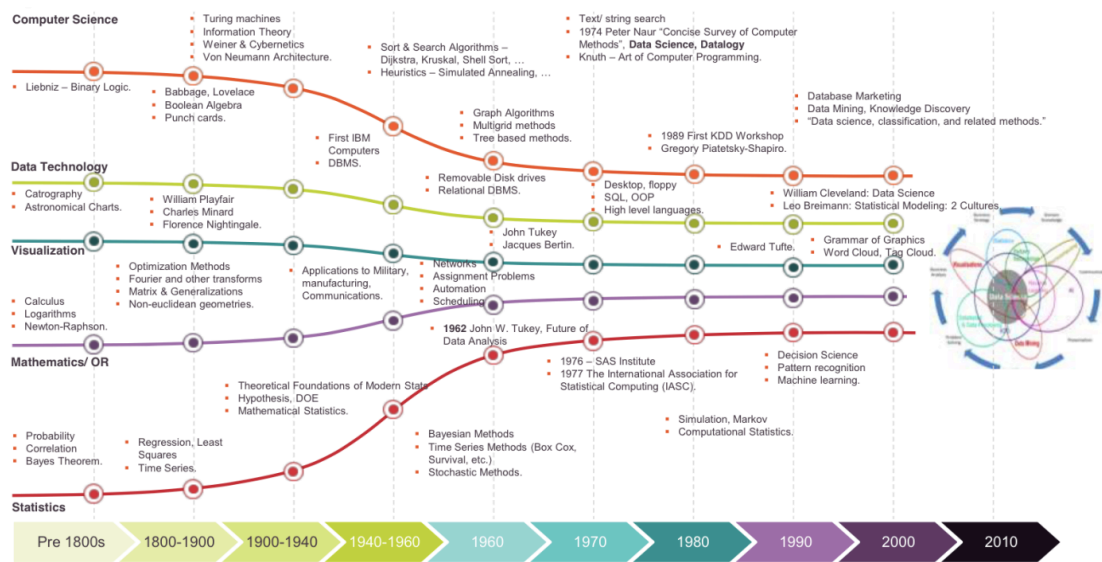 Computer Science
Turing machines
Information Theory
Weiner & Cybernetics
Von Neumann Architecture.
Text/ string search
1974 Peter Naur “Concise Survey of Computer
Methods”, Data Science, Datalogy
Knuth – Art of Computer Programming.
Sort & Search Algorithms –
Dijkstra, Kruskal, Shell Sort, …
Heuristics – Simulated Annealing, …
Liebniz – Binary Logic.
Babbage, Lovelace
Boolean Algebra
Punch cards.
Database Marketing
Data Mining, Knowledge Discovery
“Data science, classification, and related methods.”
First IBM
Computers
DBMS.
Graph Algorithms
Multigrid methods
Tree based methods.
1989 First KDD Workshop
Gregory Piatetsky-Shapiro.
Data Technology
Catrography
Astronomical Charts.
William Playfair
Charles Minard
Florence Nightingale.
Removable Disk drives
Relational DBMS.
Desktop, floppy
SQL, OOP
High level languages.
William Cleveland: Data Science
Leo Breimann: Statistical Modeling: 2 Cultures.
John Tukey
Jacques Bertin.
Edward Tufte.
Grammar of Graphics
Word Cloud, Tag Cloud.
Visualization
Optimization Methods
Fourier and other transforms
Matrix & Generalizations
Non-euclidean geometries.
Applications to Military,
manufacturing,
Communications.
Networks
Assignment Problems
Automation
Scheduling
Calculus
Logarithms
Newton-Raphson.
Mathematics/ OR
1962 John W. Tukey, Future of
Data Analysis
1976 – SAS Institute
1977 The International Association for
Statistical Computing (IASC).
Decision Science
Pattern recognition
Machine learning.
Theoretical Foundations of Modern Stats
Hypothesis, DOE
Mathematical Statistics.
Simulation, Markov
Computational Statistics.
Probability
Correlation
Bayes Theorem.
Regression, Least
Squares
Time Series.
Bayesian Methods
Time Series Methods (Box Cox,
Survival, etc.)
Stochastic Methods.
Statistics
Statistics
Visualization
Data Science
Data Mining
Pre 1800s
1800-1900
1900-1940
1940-1960
1960
1970
1980
1990
2000
2010